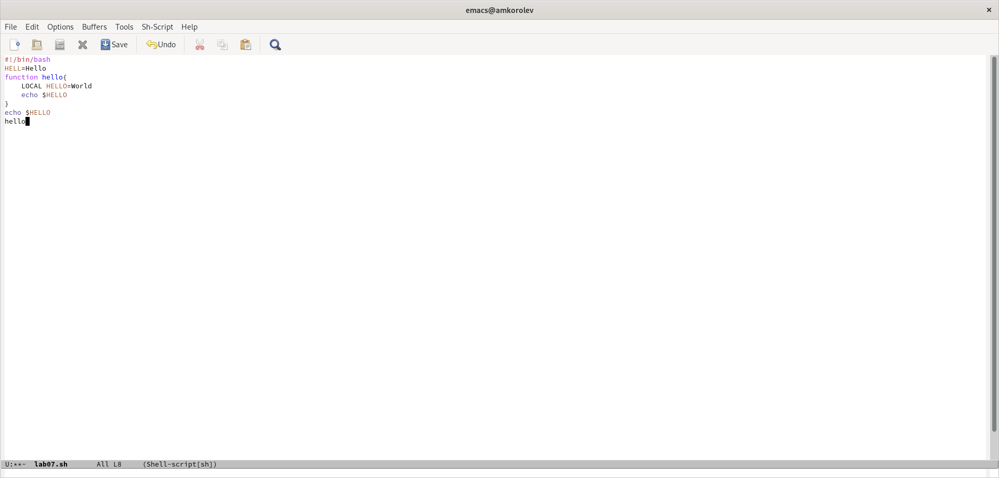 emacs@amkorolev
File Edit Options Buffers Tools Sh-Script Help
Save Undo
#!/bin/bash
HELL=Hello
function hello{
    LOCAL HELLO=World
    echo $HELLO
}
echo $HELLO
hello
U:**- lab07.sh All L8 (Shell-script[sh])